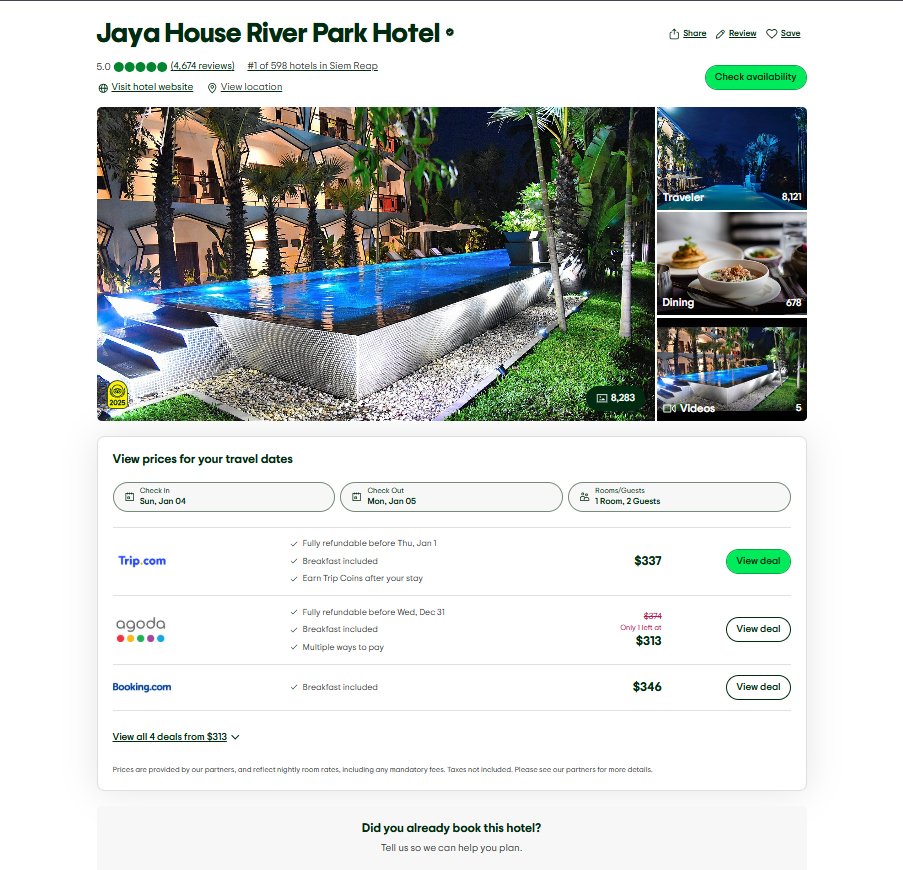 Jaya House River Park Hotel
Share
Review
Save
5.0
(4,674 reviews)
#1 of 598 hotels in Siem Reap
Visit hotel website
View location
Check availability
Traveler
8,121
Dining
678
2025
8,283
Videos
5
View prices for your travel dates
Check In
Sun, Jan 04
Check Out
Mon, Jan 05
Rooms/Guests
1 Room, 2 Guests
Trip.com
Fully refundable before Thu, Jan 1
Breakfast included
Earn Trip Coins after your stay
$337
View deal
agoda
Fully refundable before Wed, Dec 31
Breakfast included
Multiple ways to pay
$374
Only 1 left at
$313
View deal
Booking.com
Breakfast included
$346
View deal
View all 4 deals from $313
Prices are provided by our partners, and reflect nightly room rates, including any mandatory fees. Taxes not included. Please see our partners for more details.
Did you already book this hotel?
Tell us so we can help you plan.